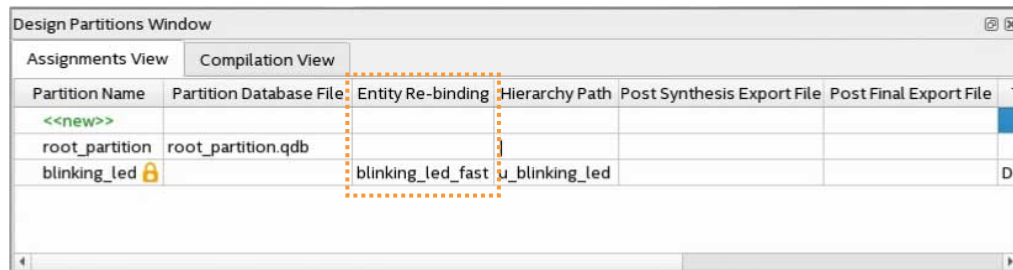 Design Partitions Window
Assignments View Compilation View
Partition Name Partition Database File Entity Re-binding Hierarchy Path Post Synthesis Export File Post Final Export File
<<new>>
root_partition root_partition.qdb |
blinking_led blinking_led_fast u_blinking_led D